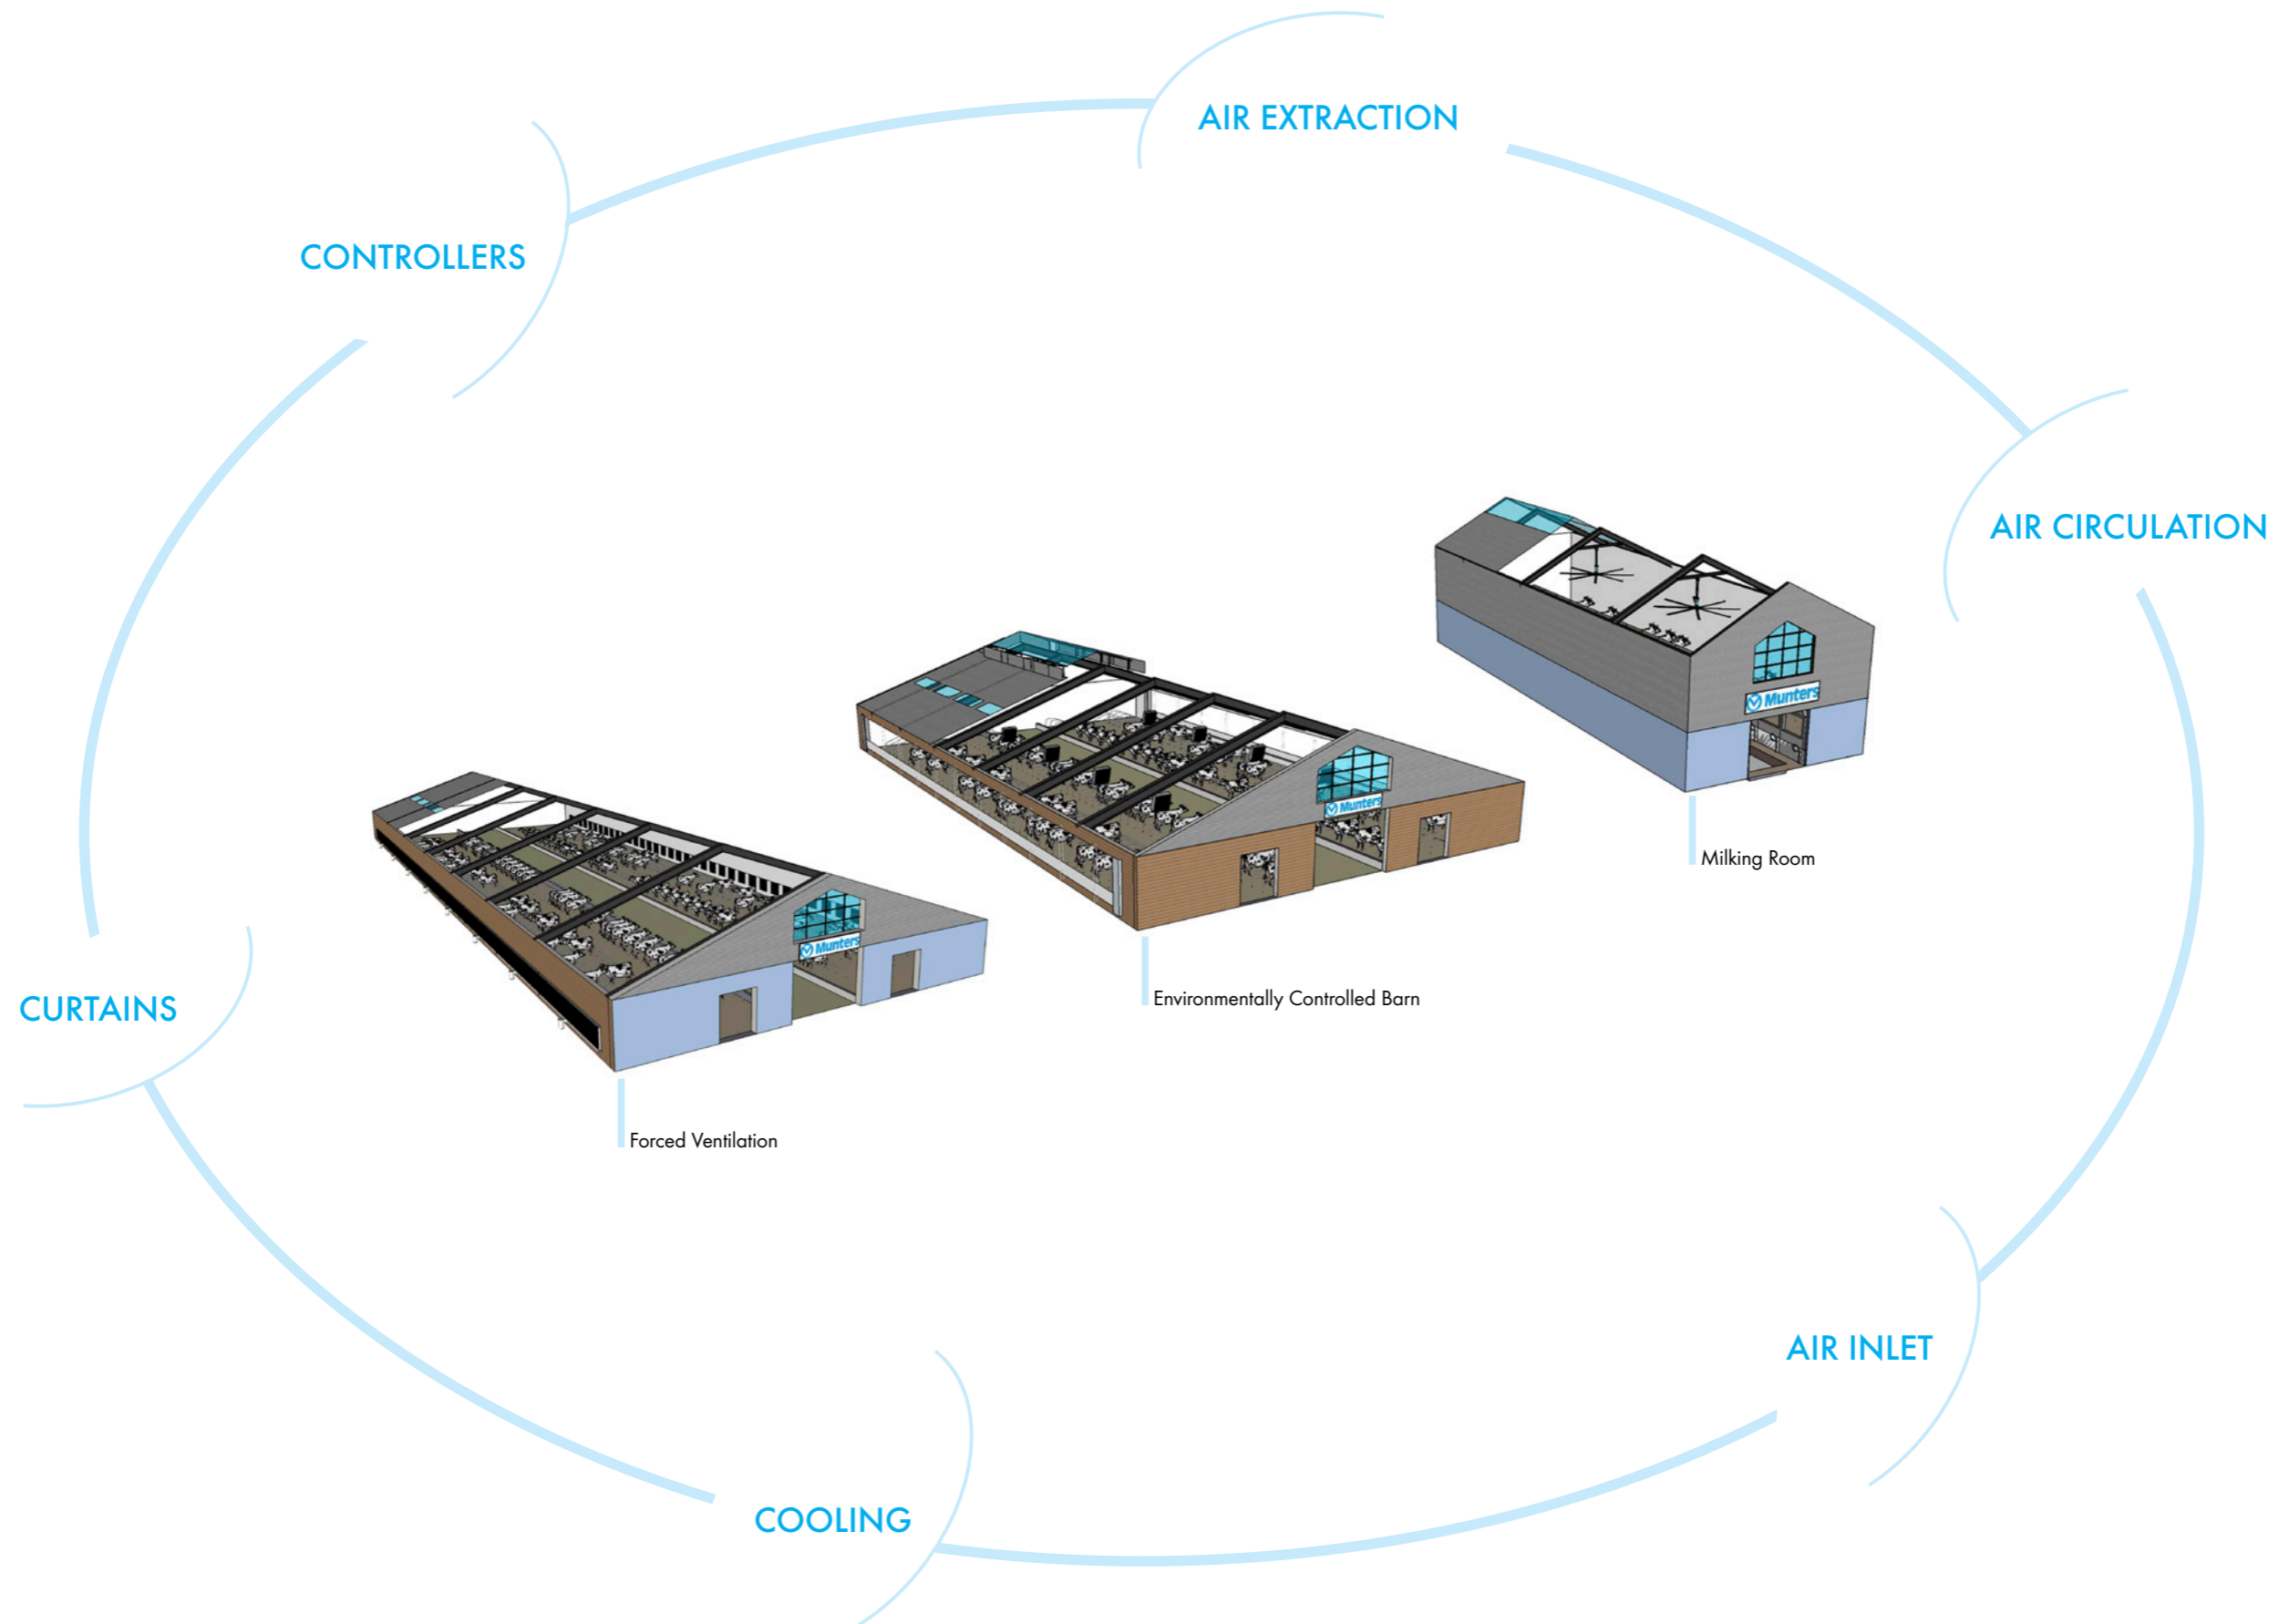 AIR EXTRACTION
CONTROLLERS
AIR CIRCULATION
Munters
Munters
Milking Room
Munters
Environmentally Controlled Barn
CURTAINS
Forced Ventilation
AIR INLET
COOLING